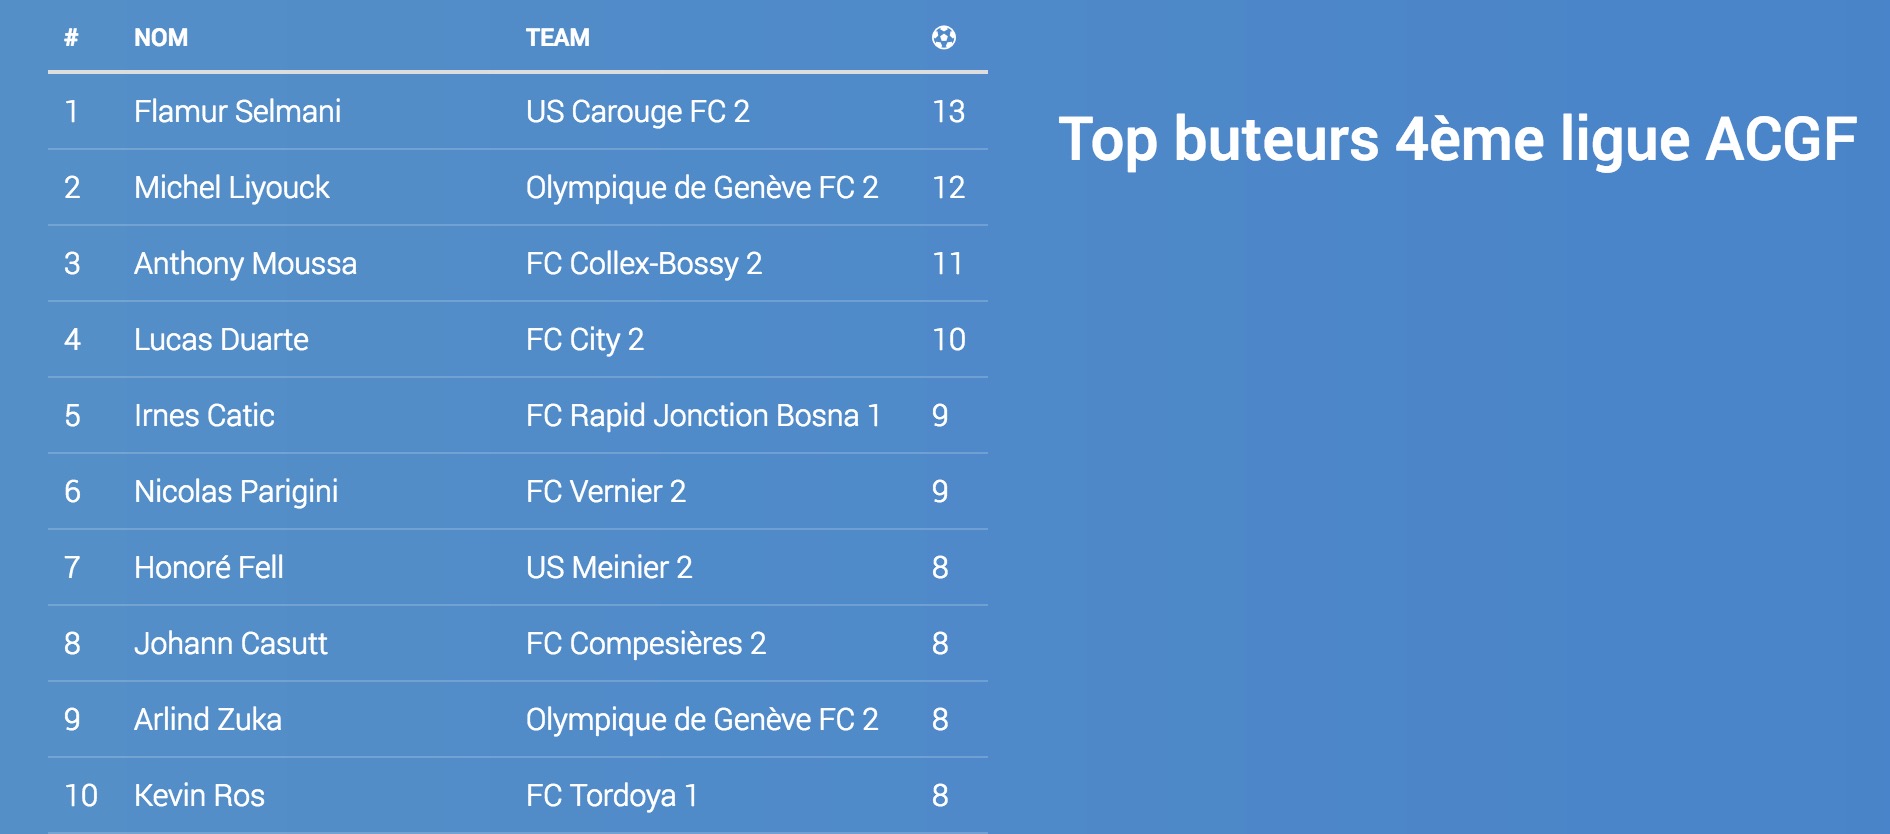 # NOM TEAM
1 Flamur Selmani US Carouge FC 2 13
2 Michel Liyouck Olympique de Genève FC 2 12
3 Anthony Moussa FC Collex-Bossy 2 11
4 Lucas Duarte FC City 2 10
5 Irnes Catic FC Rapid Jonction Bosna 1 9
6 Nicolas Parigini FC Vernier 2 9
7 Honoré Fell US Meinier 2 8
8 Johann Casutt FC Compesières 2 8
9 Arlind Zuka Olympique de Genève FC 2 8
10 Kevin Ros FC Tordoya 1 8
Top buteurs 4ème ligue ACGF